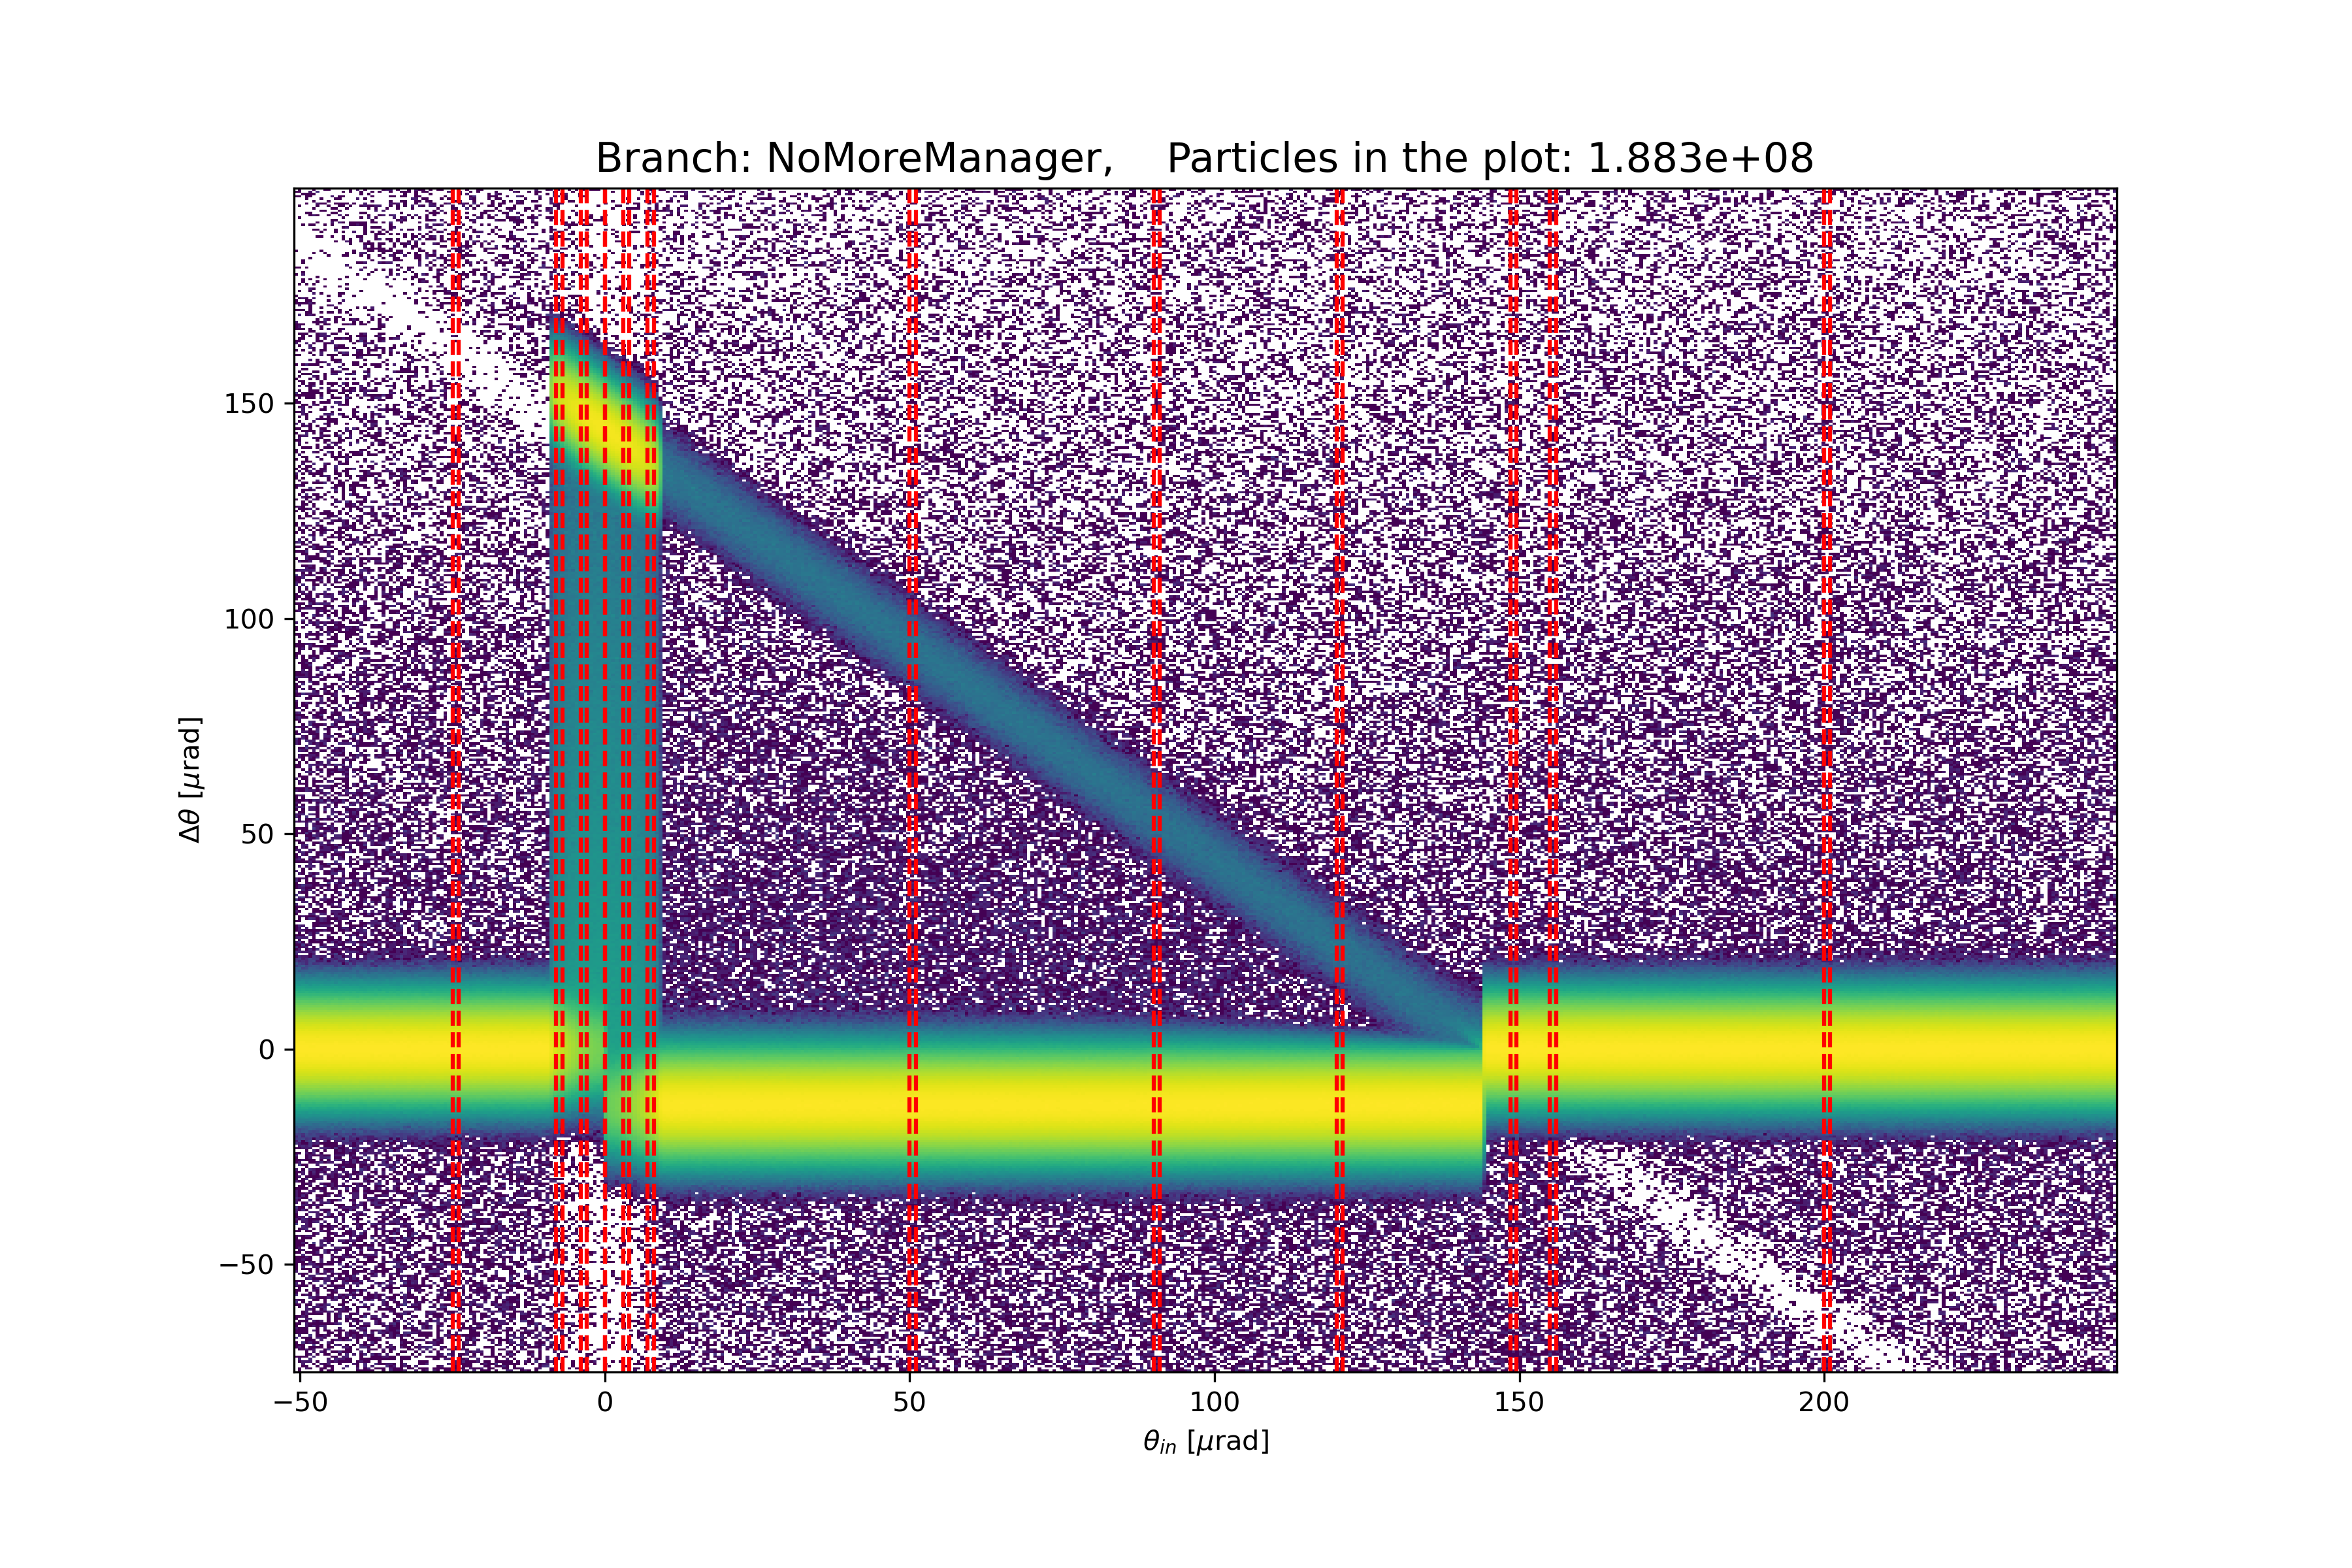 Branch: NoMoreManager,    Particles in the plot: 1.883e+08
150
100
50
0
−50
Δθ [μrad]
−50 0 50 100 150 200
θin [μrad]